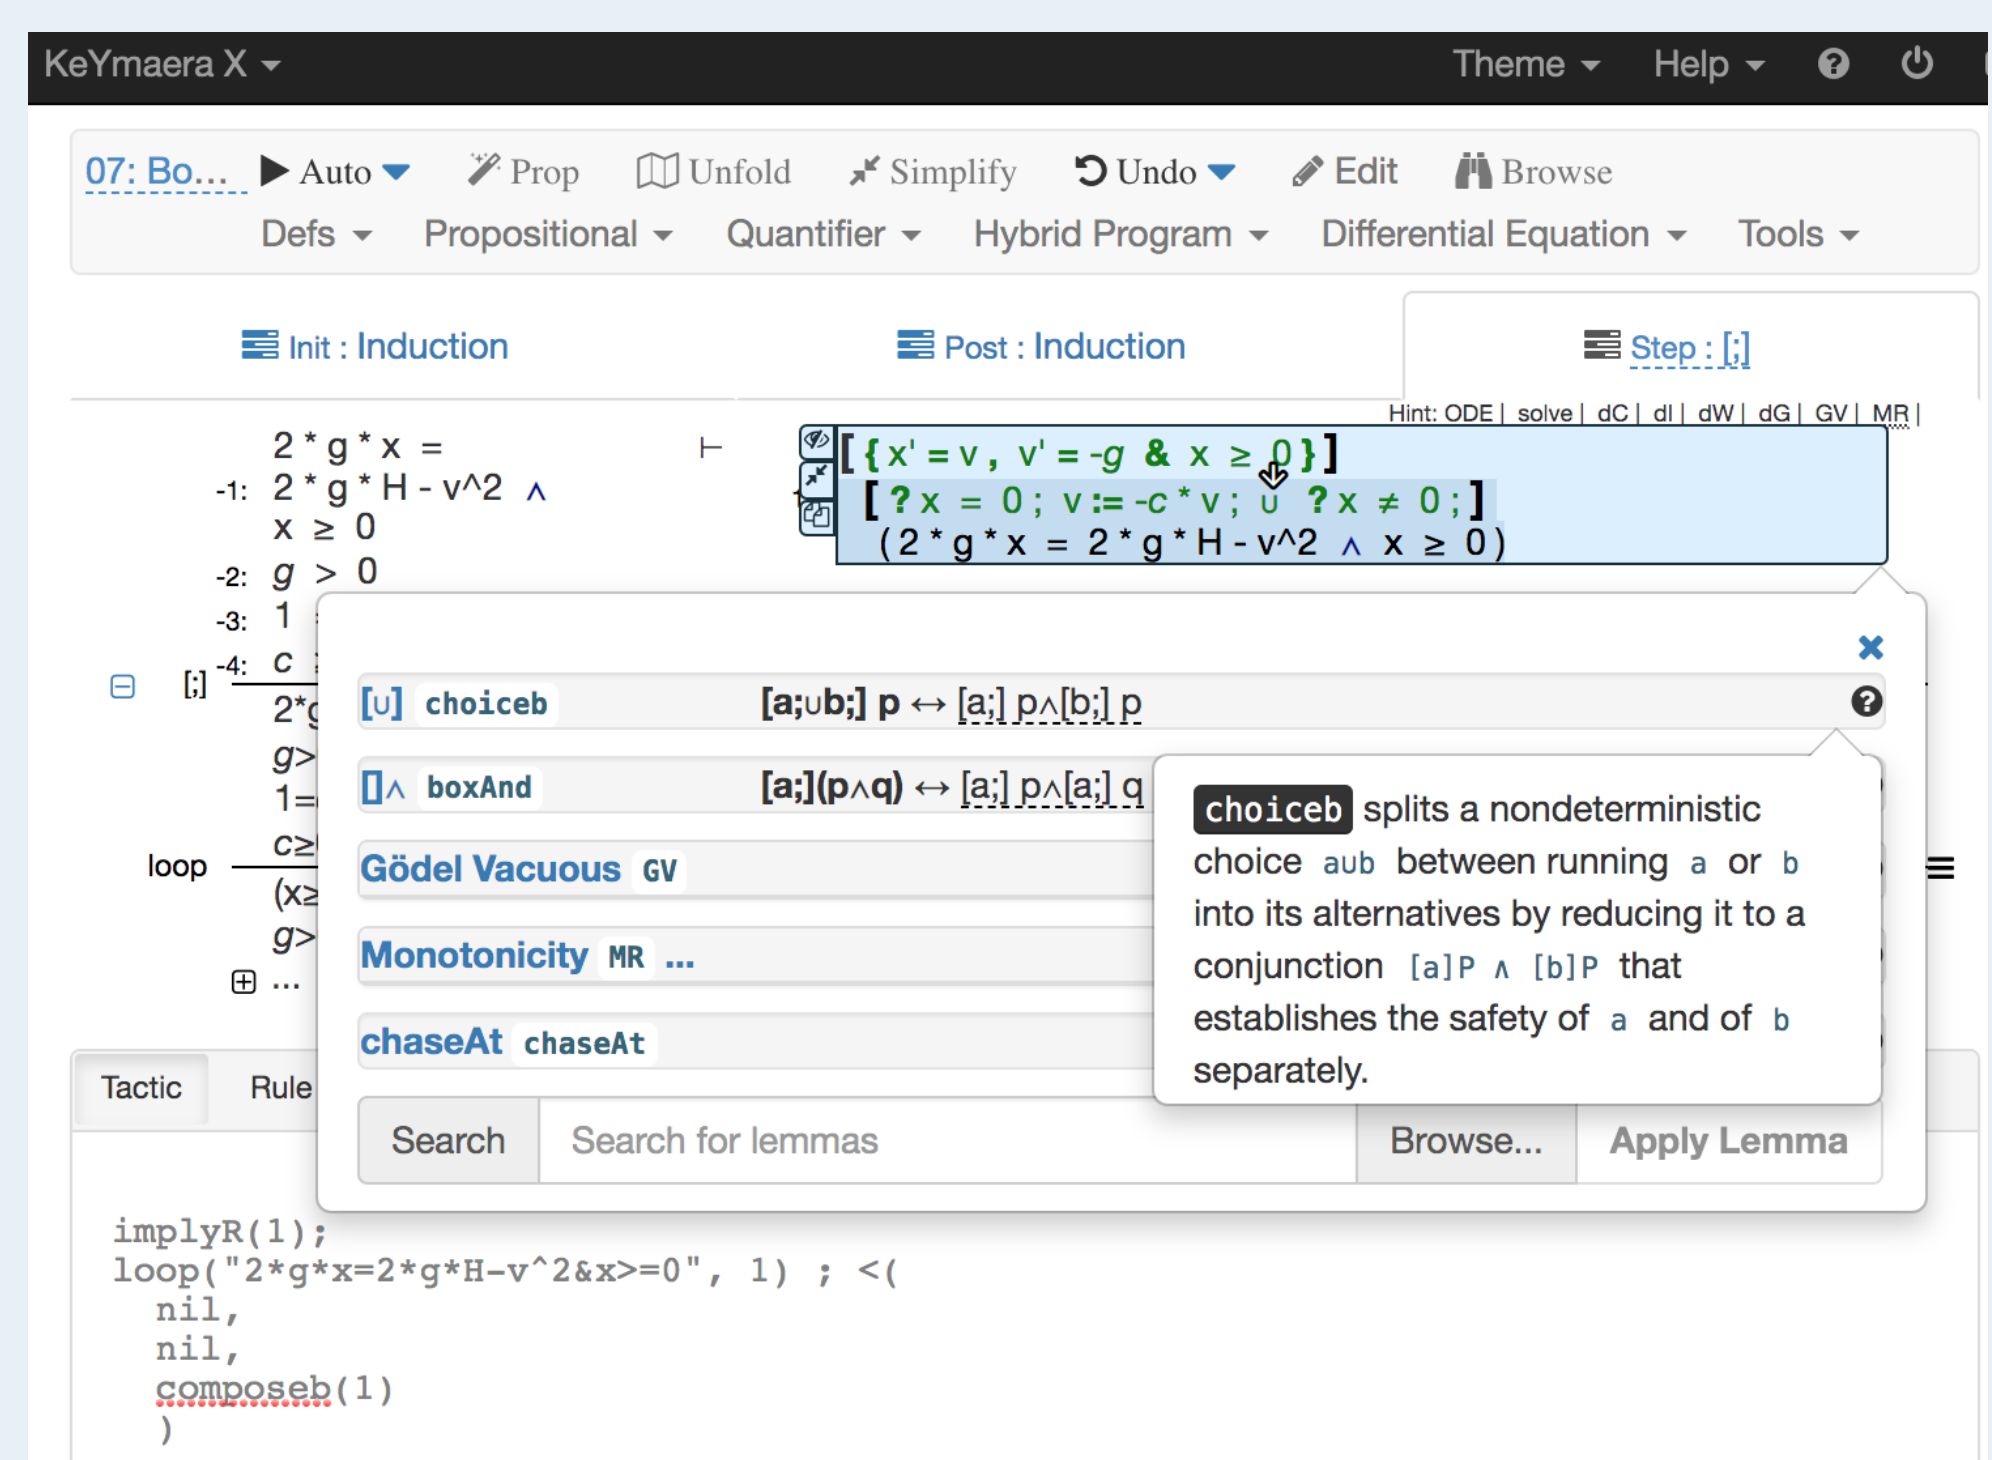 KeYmaera X Theme Help
07: Bo... Auto Prop Unfold Simplify Undo Edit Browse
Defs Propositional Quantifier Hybrid Program Differential Equation Tools
Init : Induction Post : Induction Step : [;]
Hint: ODE | solve | dC | dI | dW | dG | GV | MR |
2 * g * x =
-1: 2 * g * H - v^2 ∧
x ≥ 0
⊢
[ { x' = v , v' = -g & x ≥ 0 } ]
[ ? x = 0 ; v := -c * v ; ∪ ? x ≠ 0 ; ]
( 2 * g * x = 2 * g * H - v^2 ∧ x ≥ 0 )
-2: g > 0
-3: 1
-4: c
[;]
2*g
g>
1=
c≥
loop
(x≥
g>
...
[∪] choiceb [a;∪b;] p ↔ [a;] p∧[b;] p
[]∧ boxAnd [a;](p∧q) ↔ [a;] p∧[a;] q
Gödel Vacuous GV
Monotonicity MR ...
chaseAt chaseAt
Search Search for lemmas Browse... Apply Lemma
choiceb splits a nondeterministic
choice a∪b between running a or b
into its alternatives by reducing it to a
conjunction [a]P ∧ [b]P that
establishes the safety of a and of b
separately.
Tactic Rule
implyR(1);
loop("2*g*x=2*g*H-v^2&x>=0", 1) ; <(
nil,
nil,
composeb(1)
)